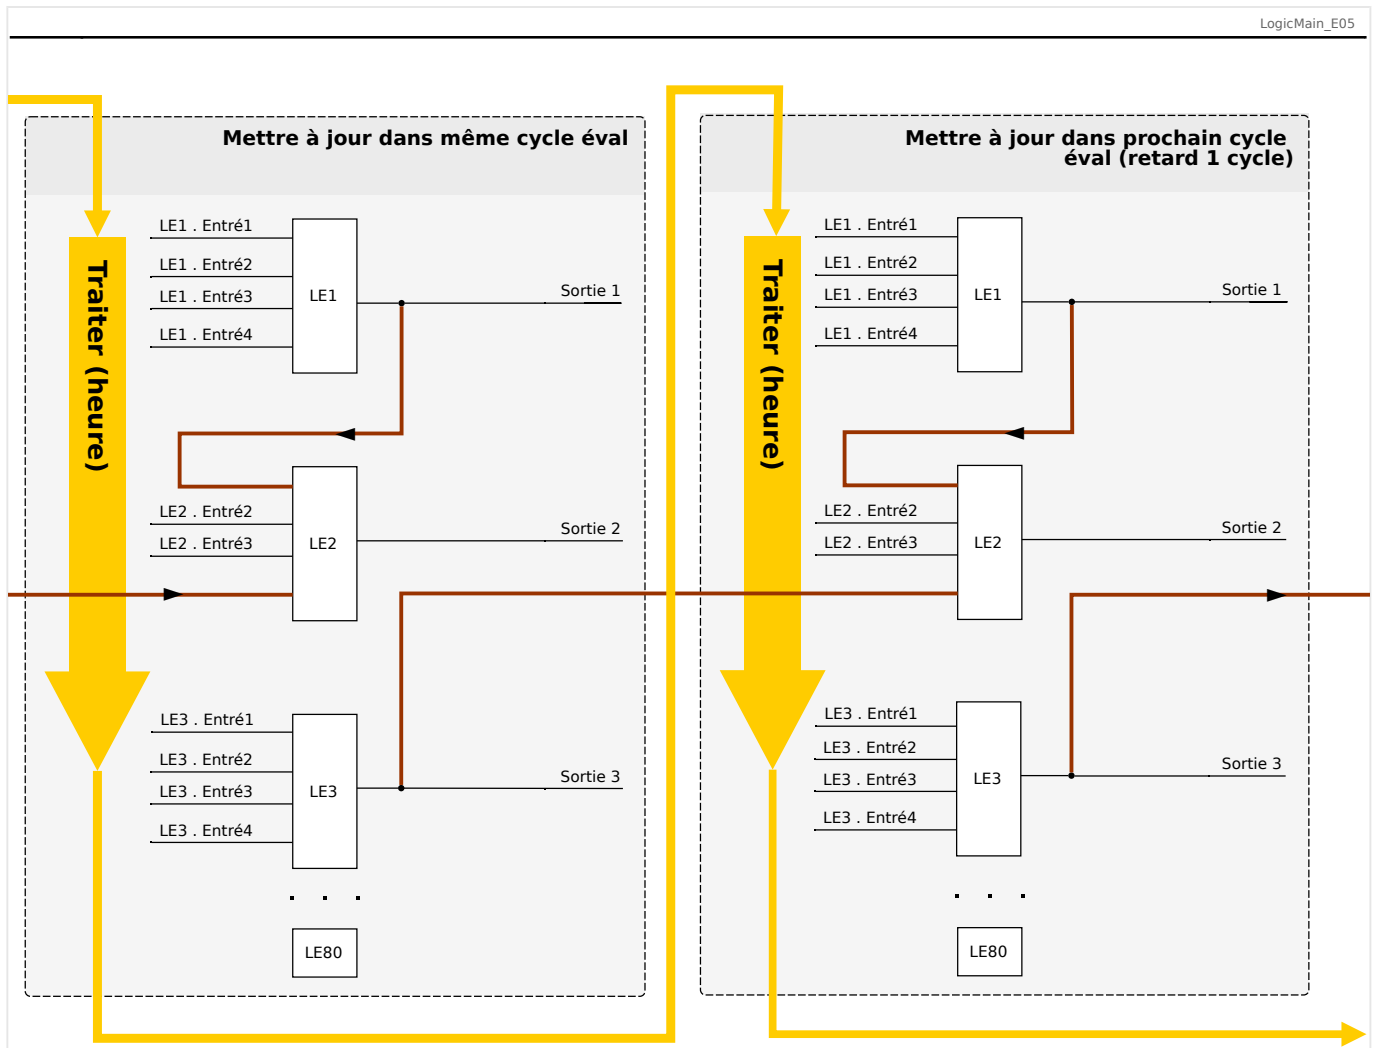 LogicMain_E05
Mettre à jour dans même cycle éval
Traiter (heure)
LE1 . Entré1
LE1 . Entré2
LE1 . Entré3
LE1 . Entré4
LE1
Sortie 1
LE2 . Entré2
LE2 . Entré3
LE2
Sortie 2
LE3 . Entré1
LE3 . Entré2
LE3 . Entré3
LE3 . Entré4
LE3
Sortie 3
. . .
LE80
Mettre à jour dans prochain cycle
éval (retard 1 cycle)
Traiter (heure)
LE1 . Entré1
LE1 . Entré2
LE1 . Entré3
LE1 . Entré4
LE1
Sortie 1
LE2 . Entré2
LE2 . Entré3
LE2
Sortie 2
LE3 . Entré1
LE3 . Entré2
LE3 . Entré3
LE3 . Entré4
LE3
Sortie 3
. . .
LE80